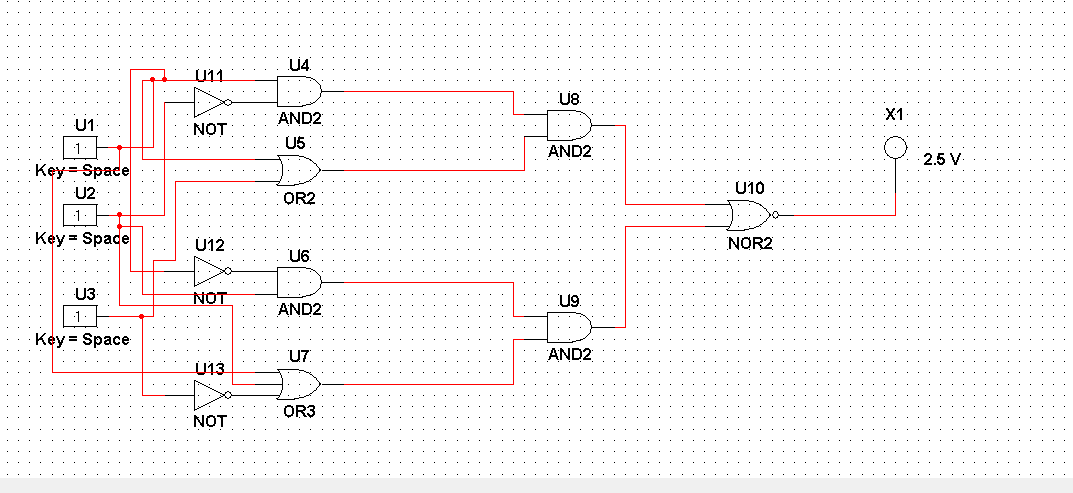 U11
NOT
U4
AND2
U8
AND2
X1
2.5 V
U1
1
Key = Space
U5
OR2
U2
1
Key = Space
U10
NOR2
U12
NOT
U6
AND2
U3
1
Key = Space
U9
AND2
U13
NOT
U7
OR3